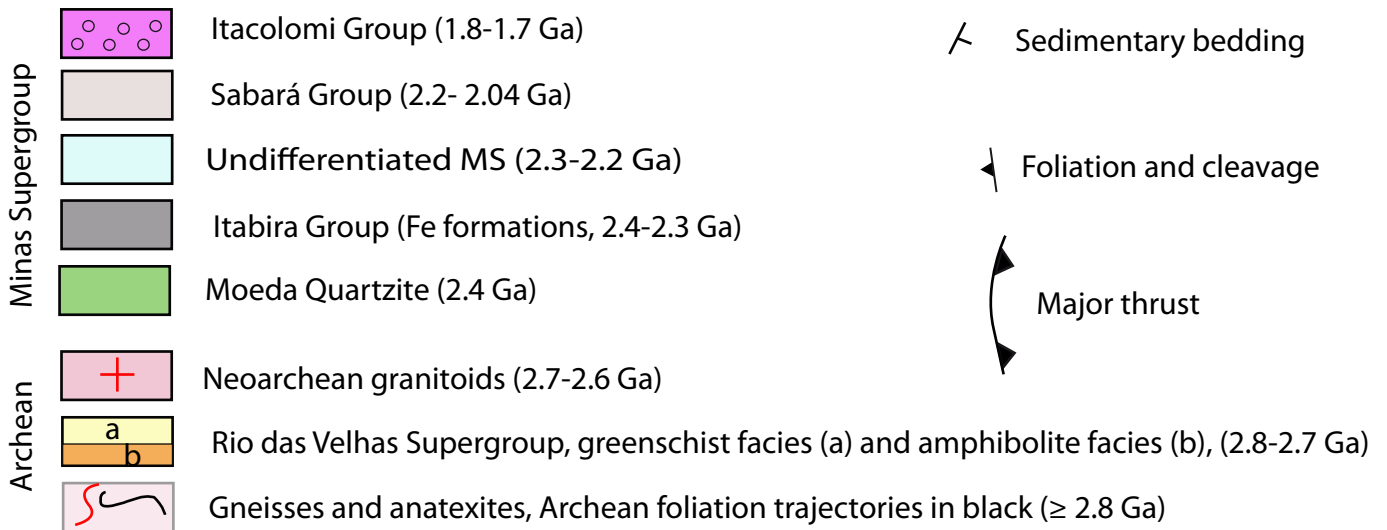 Minas Supergroup
Itacolomi Group (1.8-1.7 Ga)
Sabará Group (2.2- 2.04 Ga)
Undifferentiated MS (2.3-2.2 Ga)
Itabira Group (Fe formations, 2.4-2.3 Ga)
Moeda Quartzite (2.4 Ga)
Archean
Neoarchean granitoids (2.7-2.6 Ga)
a
b
Rio das Velhas Supergroup, greenschist facies (a) and amphibolite facies (b), (2.8-2.7 Ga)
Gneisses and anatexites, Archean foliation trajectories in black (≥ 2.8 Ga)
Sedimentary bedding
Foliation and cleavage
Major thrust